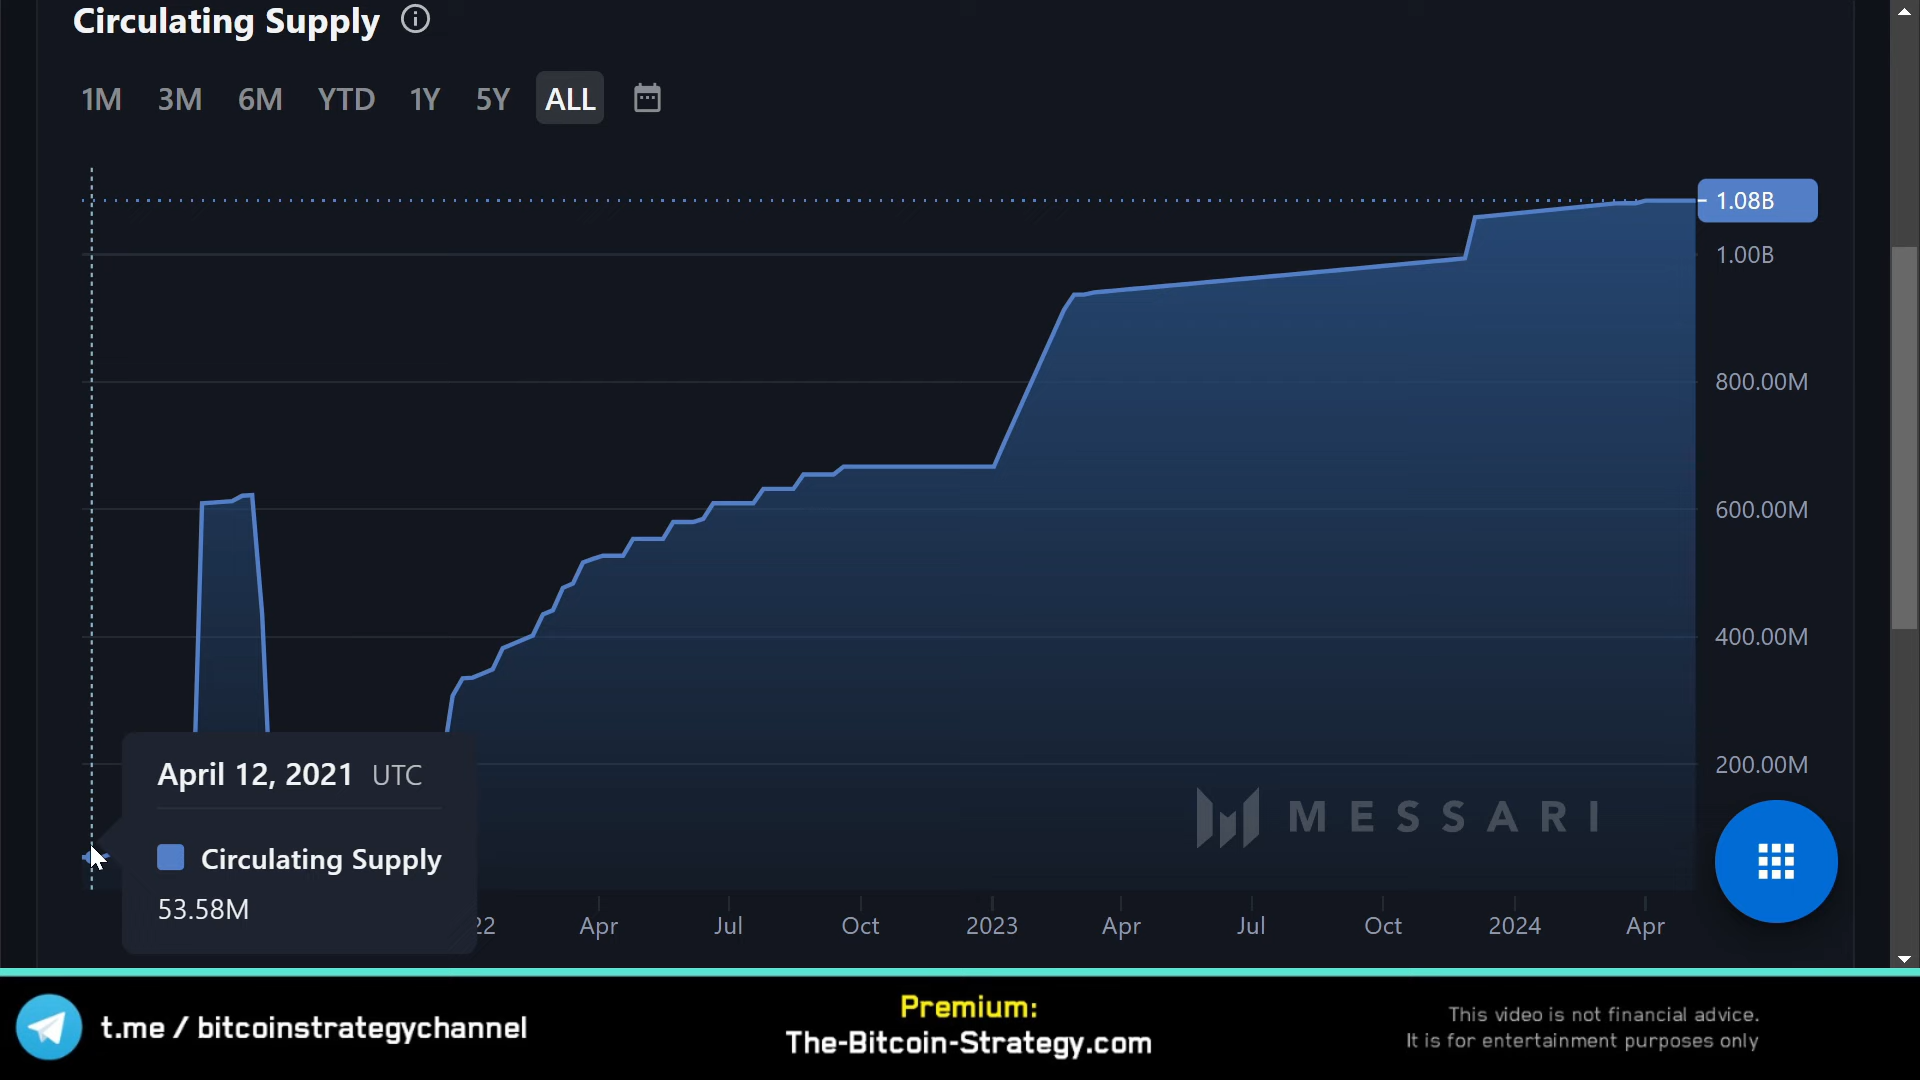 Circulating Supply
1M 3M 6M YTD 1Y 5Y ALL
1.08B
1.00B
800.00M
600.00M
400.00M
200.00M
MESSARI
April 12, 2021 UTC
Circulating Supply
53.58M
22 Apr Jul Oct 2023 Apr Jul Oct 2024 Apr
t.me / bitcoinstrategychannel
Premium:
The-Bitcoin-Strategy.com
This video is not financial advice.
It is for entertainment purposes only